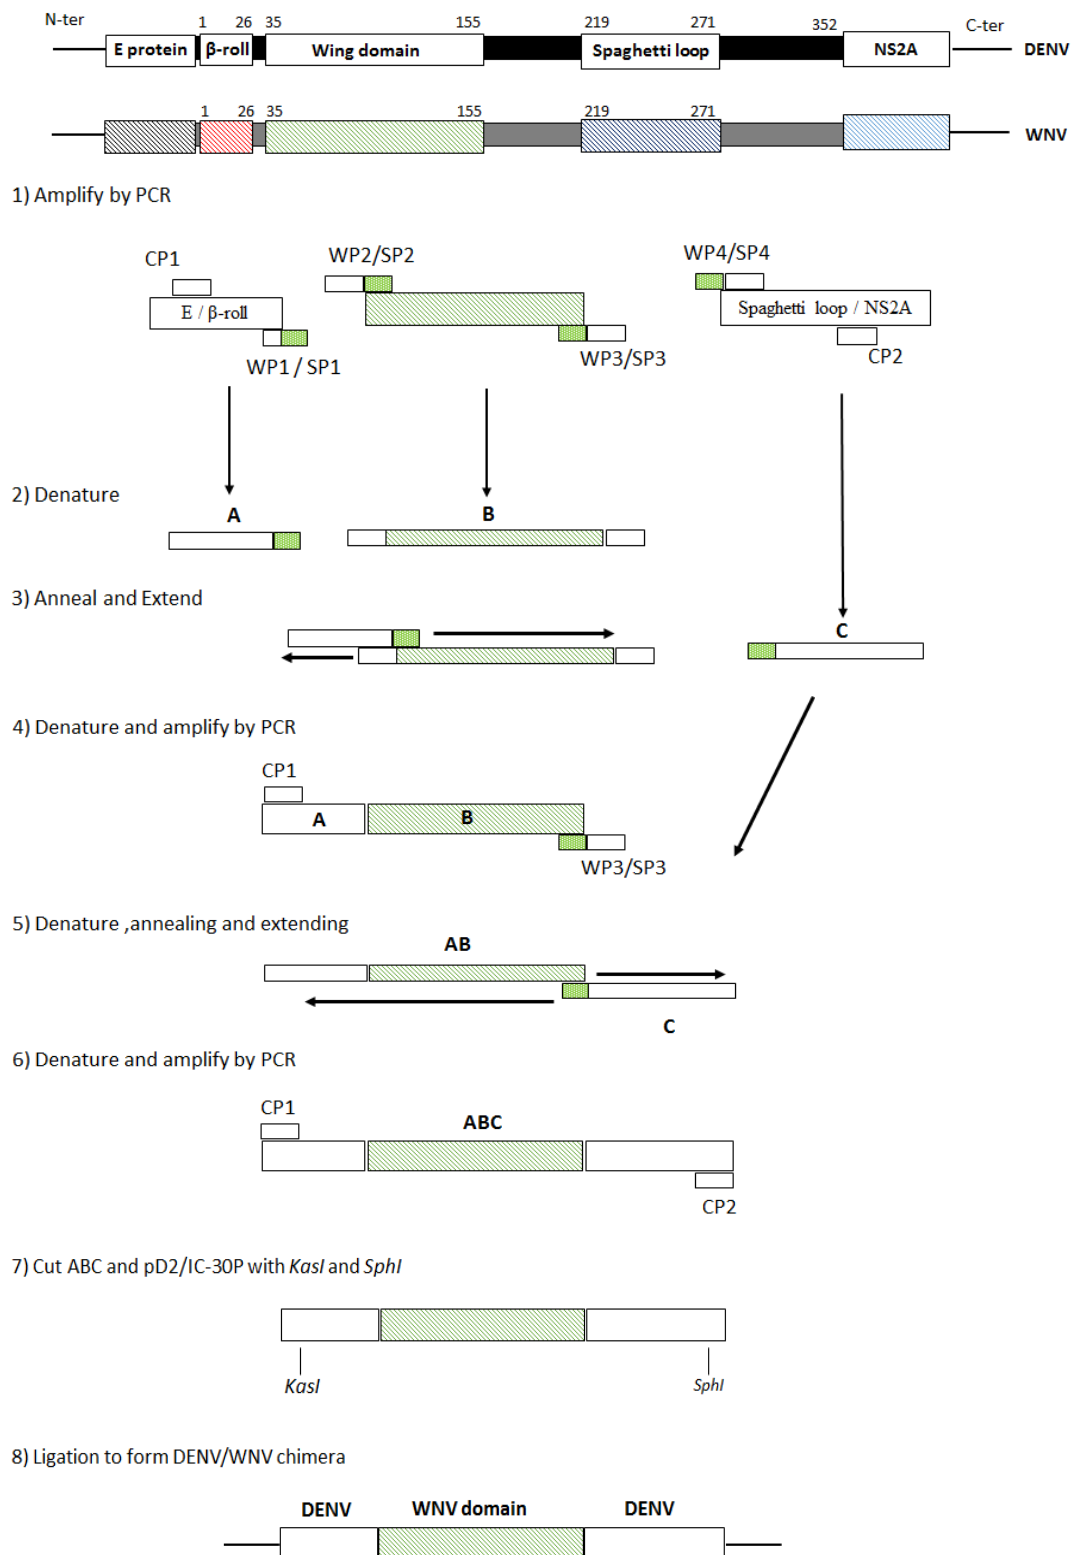 N-ter
1 26 35 155 219 271 352 C-ter
E protein β-roll Wing domain Spaghetti loop NS2A DENV
1 26 35 155 219 271
WNV
1) Amplify by PCR
CP1 WP2/SP2 WP4/SP4
E / β-roll Spaghetti loop / NS2A
WP1 / SP1 WP3/SP3 CP2
2) Denature
A B
3) Anneal and Extend
C
4) Denature and amplify by PCR
CP1
A B
WP3/SP3
5) Denature ,annealing and extending
AB
C
6) Denature and amplify by PCR
CP1 ABC
CP2
7) Cut ABC and pD2/IC-30P with KasI and SphI
KasI SphI
8) Ligation to form DENV/WNV chimera
DENV WNV domain DENV